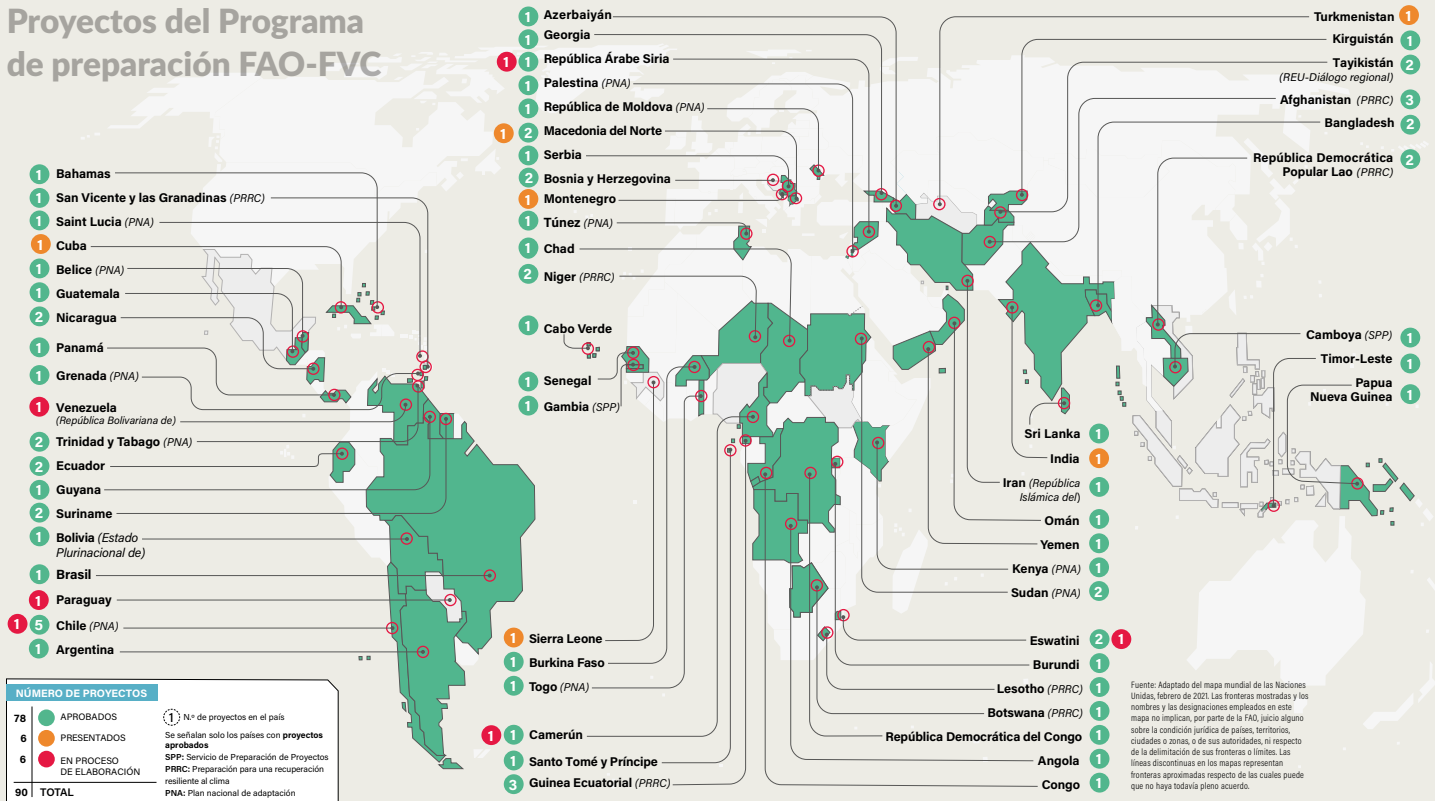 Proyectos del Programa
de preparación FAO-FVC
1 Bahamas
1 San Vicente y las Granadinas (PRRC)
1 Saint Lucia (PNA)
1 Cuba
1 Belice (PNA)
1 Guatemala
2 Nicaragua
1 Panamá
1 Grenada (PNA)
1 Venezuela
(República Bolivariana de)
2 Trinidad y Tabago (PNA)
2 Ecuador
1 Guyana
2 Suriname
1 Bolivia (Estado
Plurinacional de)
1 Brasil
1 Paraguay
1 5 Chile (PNA)
1 Argentina
1 Azerbaiyán
1 Georgia
1 1 República Árabe Siria
1 Palestina (PNA)
1 República de Moldova (PNA)
1 2 Macedonia del Norte
1 Serbia
2 Bosnia y Herzegovina
1 Montenegro
1 Túnez (PNA)
1 Chad
2 Niger (PRRC)
1 Cabo Verde
1 Senegal
1 Gambia (SPP)
1 Sierra Leone
1 Burkina Faso
1 Togo (PNA)
1 1 Camerún
1 Santo Tomé y Príncipe
3 Guinea Ecuatorial (PRRC)
Turkmenistan 1
Kirguistán 1
Tayikistán 2
(REU-Diálogo regional)
Afghanistan (PRRC) 3
Bangladesh 2
República Democrática 2
Popular Lao (PRRC)
Camboya (SPP) 1
Timor-Leste 1
Papua
Nueva Guinea 1
Sri Lanka 1
India 1
Iran (República 1
Islámica del)
Omán 1
Yemen 1
Kenya (PNA) 1
Sudan (PNA) 2
Eswatini 2 1
Burundi 1
Lesotho (PRRC) 1
Botswana (PRRC) 1
República Democrática del Congo 1
Angola 1
Congo 1
NÚMERO DE PROYECTOS
78 APROBADOS
6 PRESENTADOS
6 EN PROCESO
DE ELABORACIÓN
90 TOTAL
1 N.º de proyectos en el país
Se señalan solo los países con proyectos
aprobados
SPP: Servicio de Preparación de Proyectos
PRRC: Preparación para una recuperación
resiliente al clima
PNA: Plan nacional de adaptación
Fuente: Adaptado del mapa mundial de las Naciones
Unidas, febrero de 2021. Las fronteras mostradas y los
nombres y las designaciones empleados en este
mapa no implican, por parte de la FAO, juicio alguno
sobre la condición jurídica de países, territorios,
ciudades o zonas, o de sus autoridades, ni respecto
de la delimitación de sus fronteras o límites. Las
líneas discontinuas en los mapas representan
fronteras aproximadas respecto de las cuales puede
que no haya todavía pleno acuerdo.